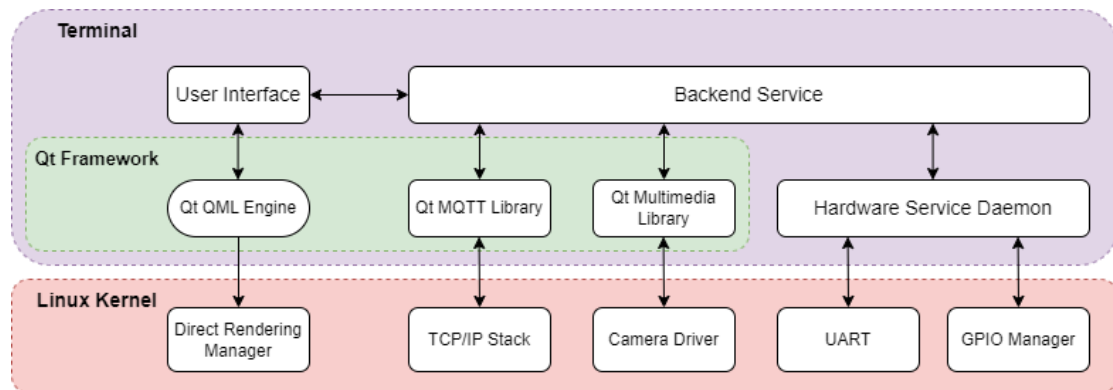 Terminal
User Interface
Backend Service
Qt Framework
Qt QML Engine
Qt MQTT Library
Qt Multimedia
Library
Hardware Service Daemon
Linux Kernel
Direct Rendering
Manager
TCP/IP Stack
Camera Driver
UART
GPIO Manager